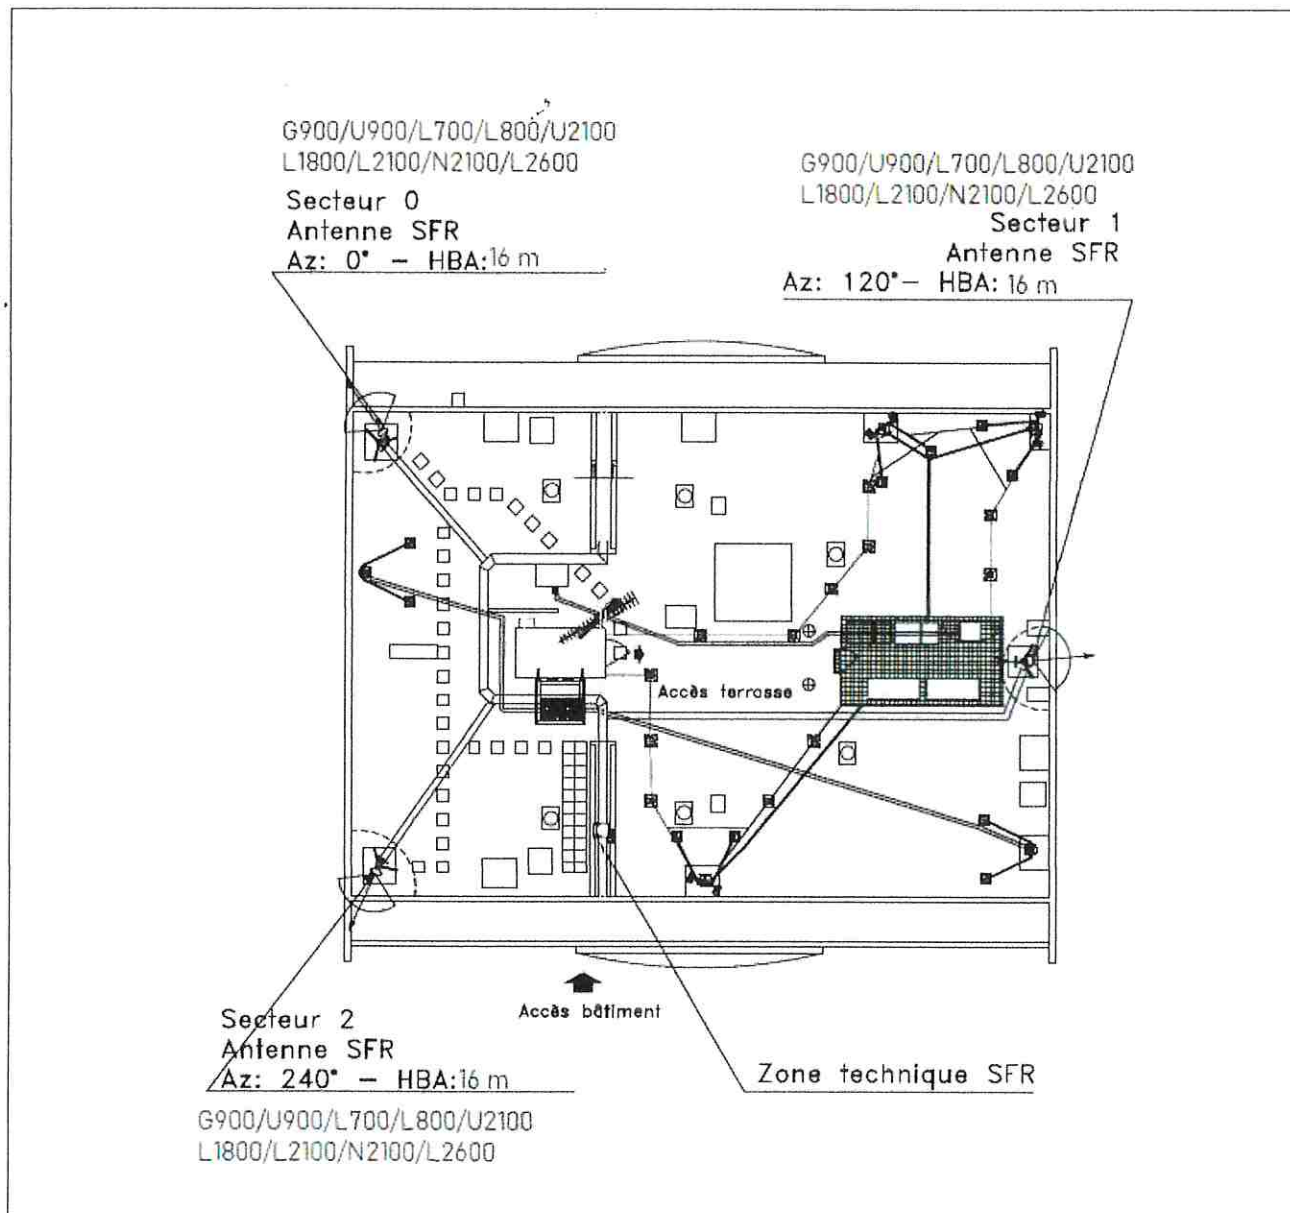 G900/U900/L700/L800/U2100
L1800/L2100/N2100/L2600
Secteur 0
Antenne SFR
Az: 0° - HBA:16 m
G900/U900/L700/L800/U2100
L1800/L2100/N2100/L2600
Secteur 1
Antenne SFR
Az: 120°- HBA: 16 m
Accès terrasse
Accès bâtiment
Secteur 2
Antenne SFR
Az: 240° - HBA:16 m
G900/U900/L700/L800/U2100
L1800/L2100/N2100/L2600
Zone technique SFR